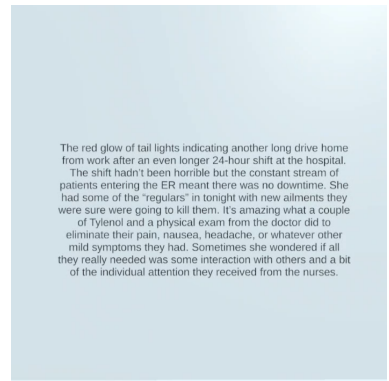 The red glow of tail lights indicating another long drive home
from work after an even longer 24-hour shift at the hospital.
The shift hadn't been horrible but the constant stream of
patients entering the ER meant there was no downtime. She
had some of the “regulars” in tonight with new ailments they
were sure were going to kill them. It's amazing what a couple
of Tylenol and a physical exam from the doctor did to
eliminate their pain, nausea, headache, or whatever other
mild symptoms they had. Sometimes she wondered if all
they really needed was some interaction with others and a bit
of the individual attention they received from the nurses.